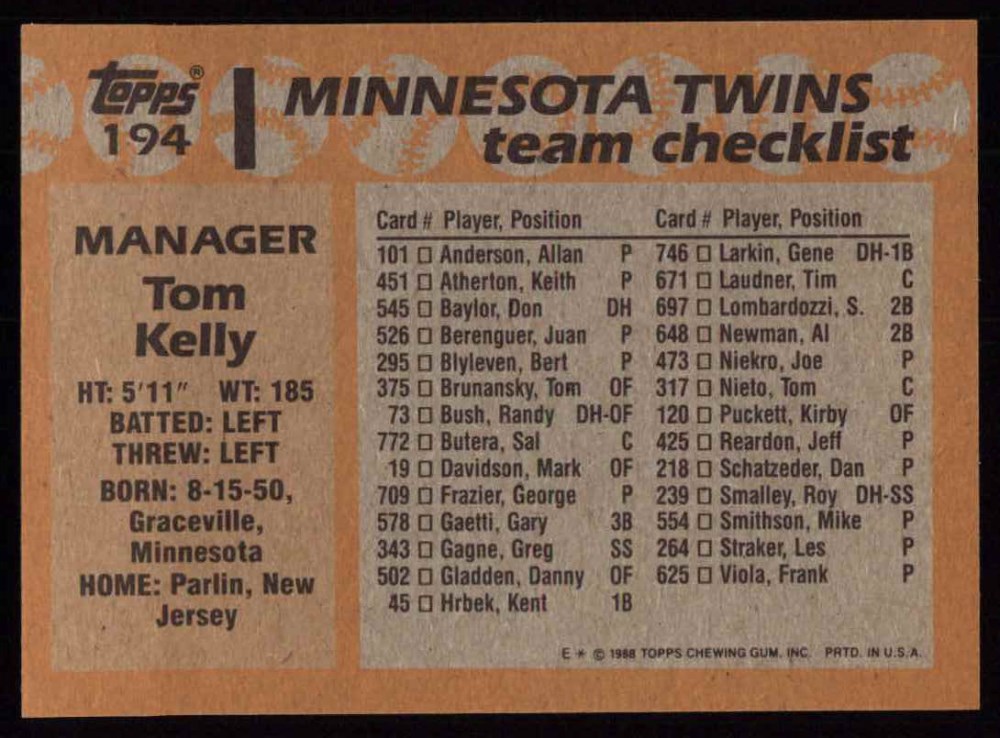 Topps®
194
MINNESOTA TWINS
team checklist
MANAGER
Tom
Kelly
HT: 5'11" WT: 185
BATTED: LEFT
THREW: LEFT
BORN: 8-15-50,
Graceville,
Minnesota
HOME: Parlin, New
Jersey
Card # Player, Position
101 □ Anderson, Allan P
451 □ Atherton, Keith P
545 □ Baylor, Don DH
526 □ Berenguer, Juan P
295 □ Blyleven, Bert P
375 □ Brunansky, Tom OF
73 □ Bush, Randy DH-OF
772 □ Butera, Sal C
19 □ Davidson, Mark OF
709 □ Frazier, George P
578 □ Gaetti, Gary 3B
343 □ Gagne, Greg SS
502 □ Gladden, Danny OF
45 □ Hrbek, Kent 1B
Card # Player, Position
746 □ Larkin, Gene DH-1B
671 □ Laudner, Tim C
697 □ Lombardozzi, S. 2B
648 □ Newman, Al 2B
473 □ Niekro, Joe P
317 □ Nieto, Tom C
120 □ Puckett, Kirby OF
425 □ Reardon, Jeff P
218 □ Schatzeder, Dan P
239 □ Smalley, Roy DH-SS
554 □ Smithson, Mike P
264 □ Straker, Les P
625 □ Viola, Frank P
E * © 1988 TOPPS CHEWING GUM, INC. PRTD. IN U.S.A.